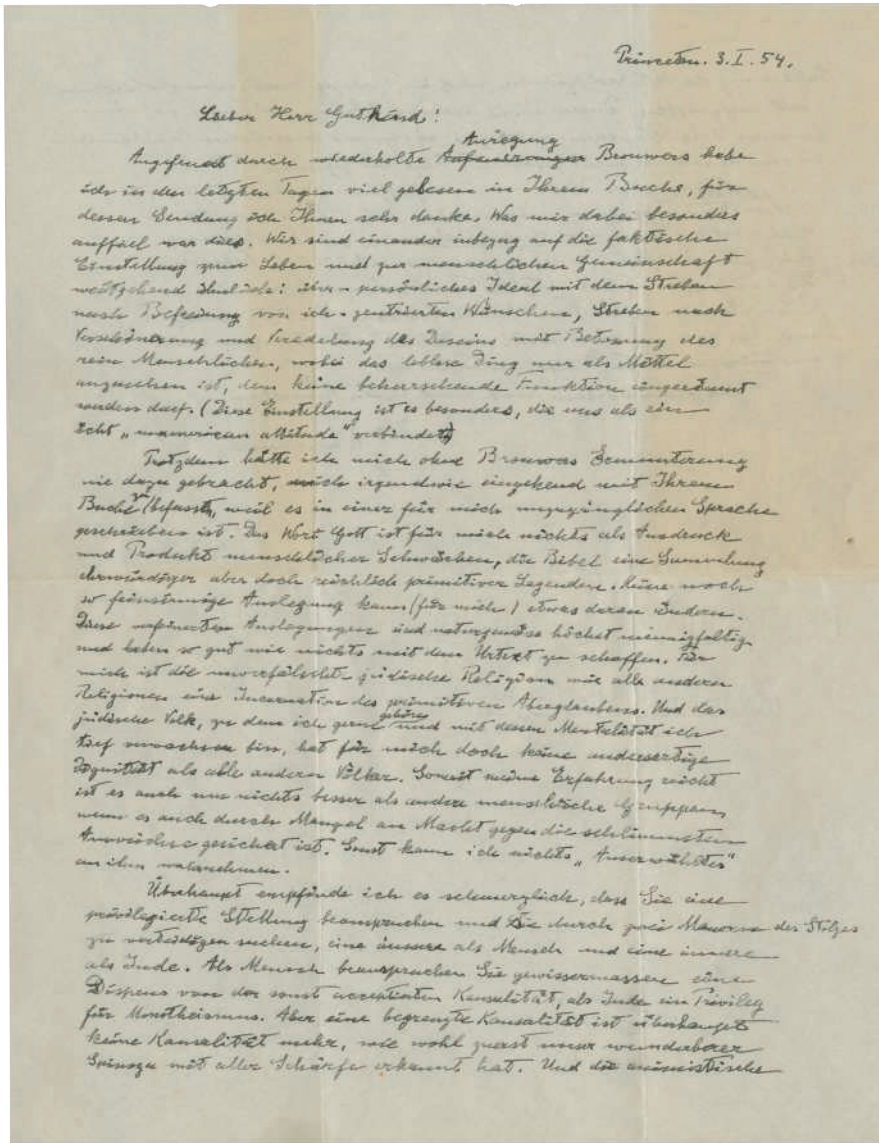 Princeton. 3. I. 54.
Lieber Herr Gutkind!
Anregung
Angefeuert durch wiederholte Brouwers habe
ich in den letzten Tagen viel gelesen in Ihrem Buche, für
dessen Sendung ich Ihnen sehr danke. Was mir dabei besonders
auffiel war dies. Wir sind einander inbezug auf die faktische
Einstellung zum Leben und zur menschlichen Gemeinschaft
weitgehend ähnlich: über-persönliches Ideal mit dem Streben
nach Befreiung von ich-zentrierten Wünschen, Streben nach
Verschönerung und Veredelung des Daseins mit Betonung des
rein Menschlichen, wobei das leblose Ding nur als Mittel
anzusehen ist, dem keine beherrschende Funktion eingeräumt
werden darf. (Diese Einstellung ist es besonders, die uns als ein
echt „unamerican attitude" verbindet)
Trotzdem hätte ich mich ohne Brouwers Ermunterung
nie dazu gebracht, mich irgendwie eingehend mit Ihrem
Buche zu befassen, weil es in einer für mich unzugänglichen Sprache
geschrieben ist. Das Wort Gott ist für mich nichts als Ausdruck
und Produkt menschlicher Schwächen, die Bibel eine Sammlung
ehrwürdiger aber doch reichlich primitiver Legenden. Keine noch
so feinsinnige Auslegung kann (für mich) etwas daran ändern.
Diese verfeinerten Auslegungen sind naturgemäss höchst mannigfaltig
und haben so gut wie nichts mit dem Urtext zu schaffen. Für
mich ist die unverfälschte jüdische Religion wie alle anderen
Religionen eine Incarnation des primitiven Aberglaubens. Und das
jüdische Volk, zu dem ich gerne gehöre und mit dessen Mentalität ich
tief verwachsen bin, hat für mich doch keine andersartige
Dignität als alle andern Völker. Soweit meine Erfahrung reicht
ist es auch um nichts besser als andere menschliche Gruppen,
wenn es auch durch Mangel an Macht gegen die schlimmsten
Auswüchse gesichert ist. Sonst kann ich nichts „Auserwähltes"
an ihm wahrnehmen.
Überhaupt empfinde ich es schmerzlich, dass Sie eine
privilegierte Stellung beanspruchen und sie durch zwei Mauern des Stolzes
zu verteidigen suchen, eine äussere als Mensch und eine innere
als Jude. Als Mensch beanspruchen Sie gewissermassen einen
Dispens von der sonst acceptierten Kausalität, als Jude ein Privileg
für Monotheismus. Aber eine begrenzte Kausalität ist überhaupt
keine Kausalität mehr, wie wohl zuerst unser wunderbarer
Spinoza mit aller Schärfe erkannt hat. Und die animistische